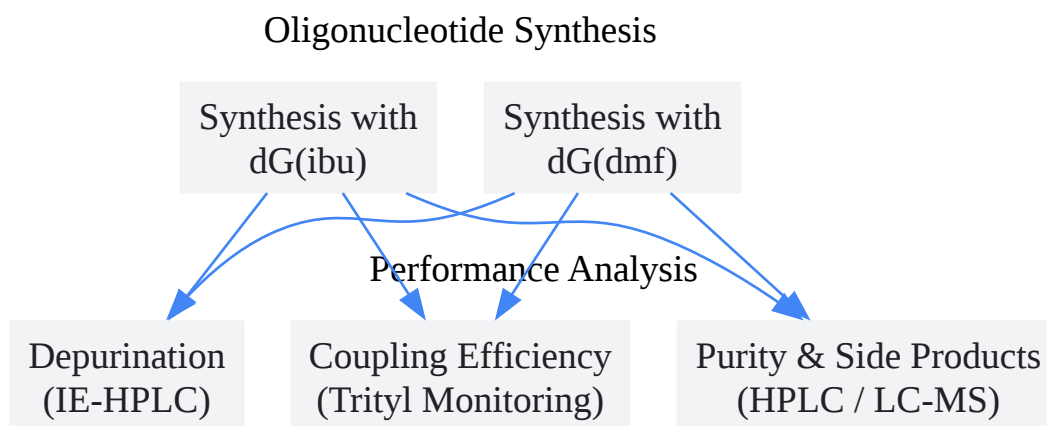 Oligonucleotide Synthesis
Synthesis with
dG(ibu)
Synthesis with
dG(dmf)
Performance Analysis
Depurination
(IE-HPLC)
Coupling Efficiency
(Trityl Monitoring)
Purity & Side Products
(HPLC / LC-MS)